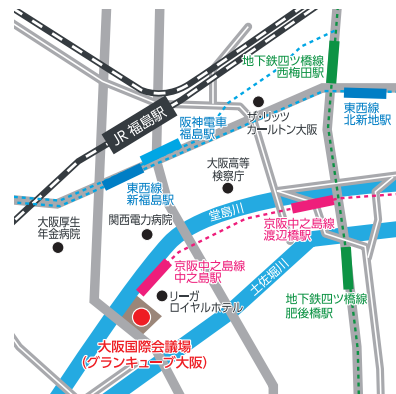 地下鉄四ツ橋線
西梅田駅
JR 福島駅
阪神電車
福島駅
ザ・リッツ
カールトン大阪
東西線
北新地駅
大阪高等
検察庁
東西線
新福島駅
大阪厚生
年金病院
関西電力病院
堂島川
京阪中之島線
渡辺橋駅
京阪中之島線
中之島駅
土佐堀川
リーガ
ロイヤルホテル
地下鉄四ツ橋線
肥後橋駅
大阪国際会議場
(グランキューブ大阪)